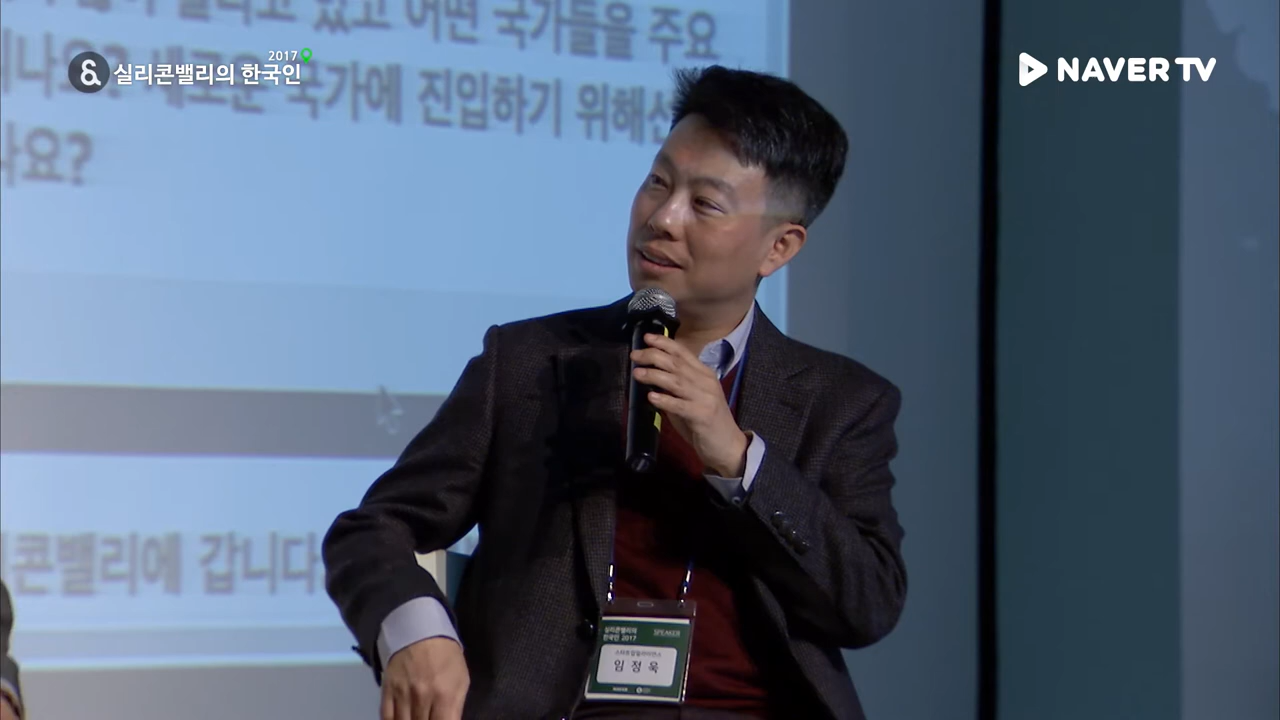 있고 어떤 국가들을 주요
2017
& 실리콘밸리의 한국인
NAVER TV
새로운 국가에 진입하기 위해선
나요?
콘밸리에 갑니다
실리콘밸리의
한국인 2017
SPEAKER
스타트업얼라이언스
임정욱